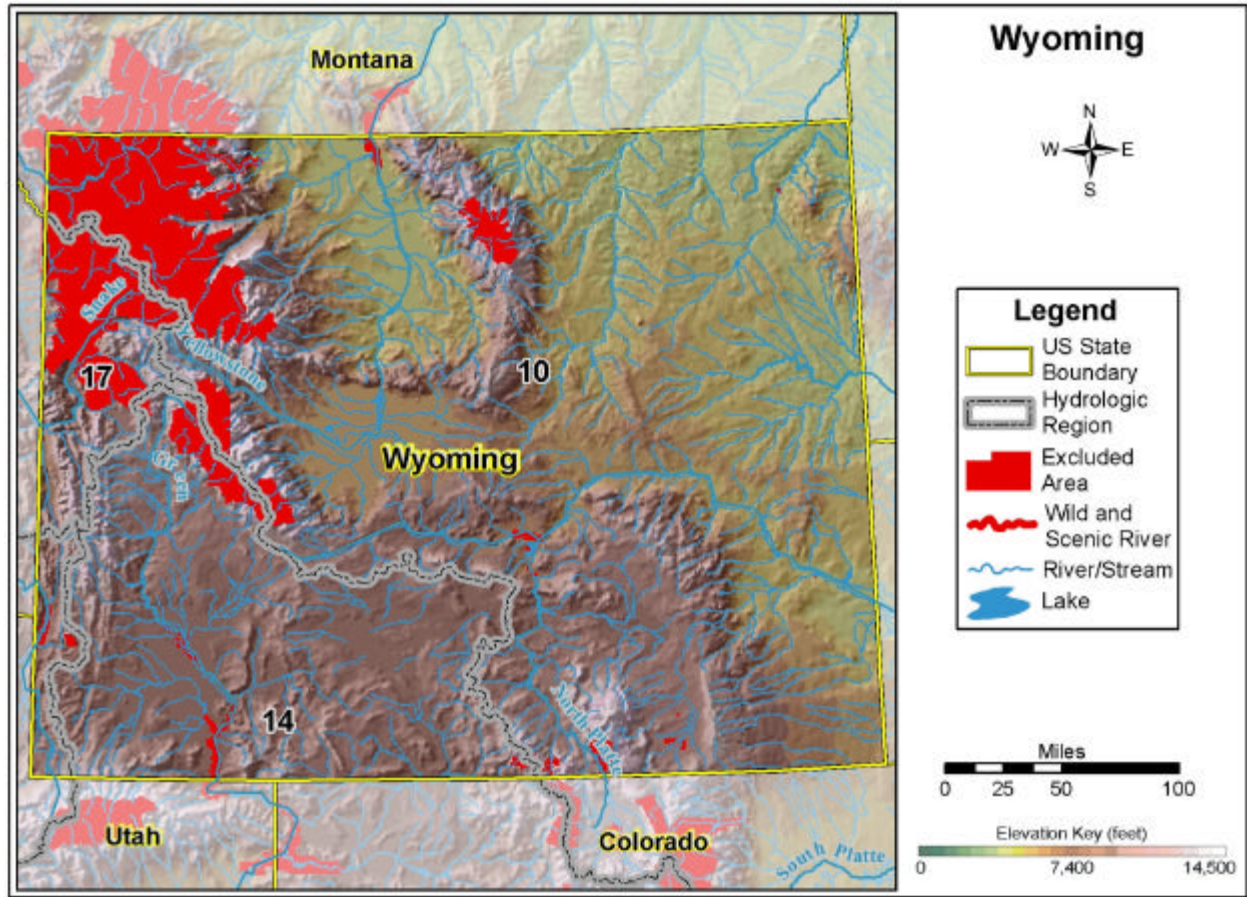 Wyoming
N
W
E
S
Montana
Snake
Yellowstone
17
10
Green
Wyoming
14
North Platte
Utah
Colorado
South Platte
Legend
US State
Boundary
Hydrologic
Region
Excluded
Area
Wild and
Scenic River
River/Stream
Lake
Miles
0 25 50 100
Elevation Key (feet)
0 7,400 14,500